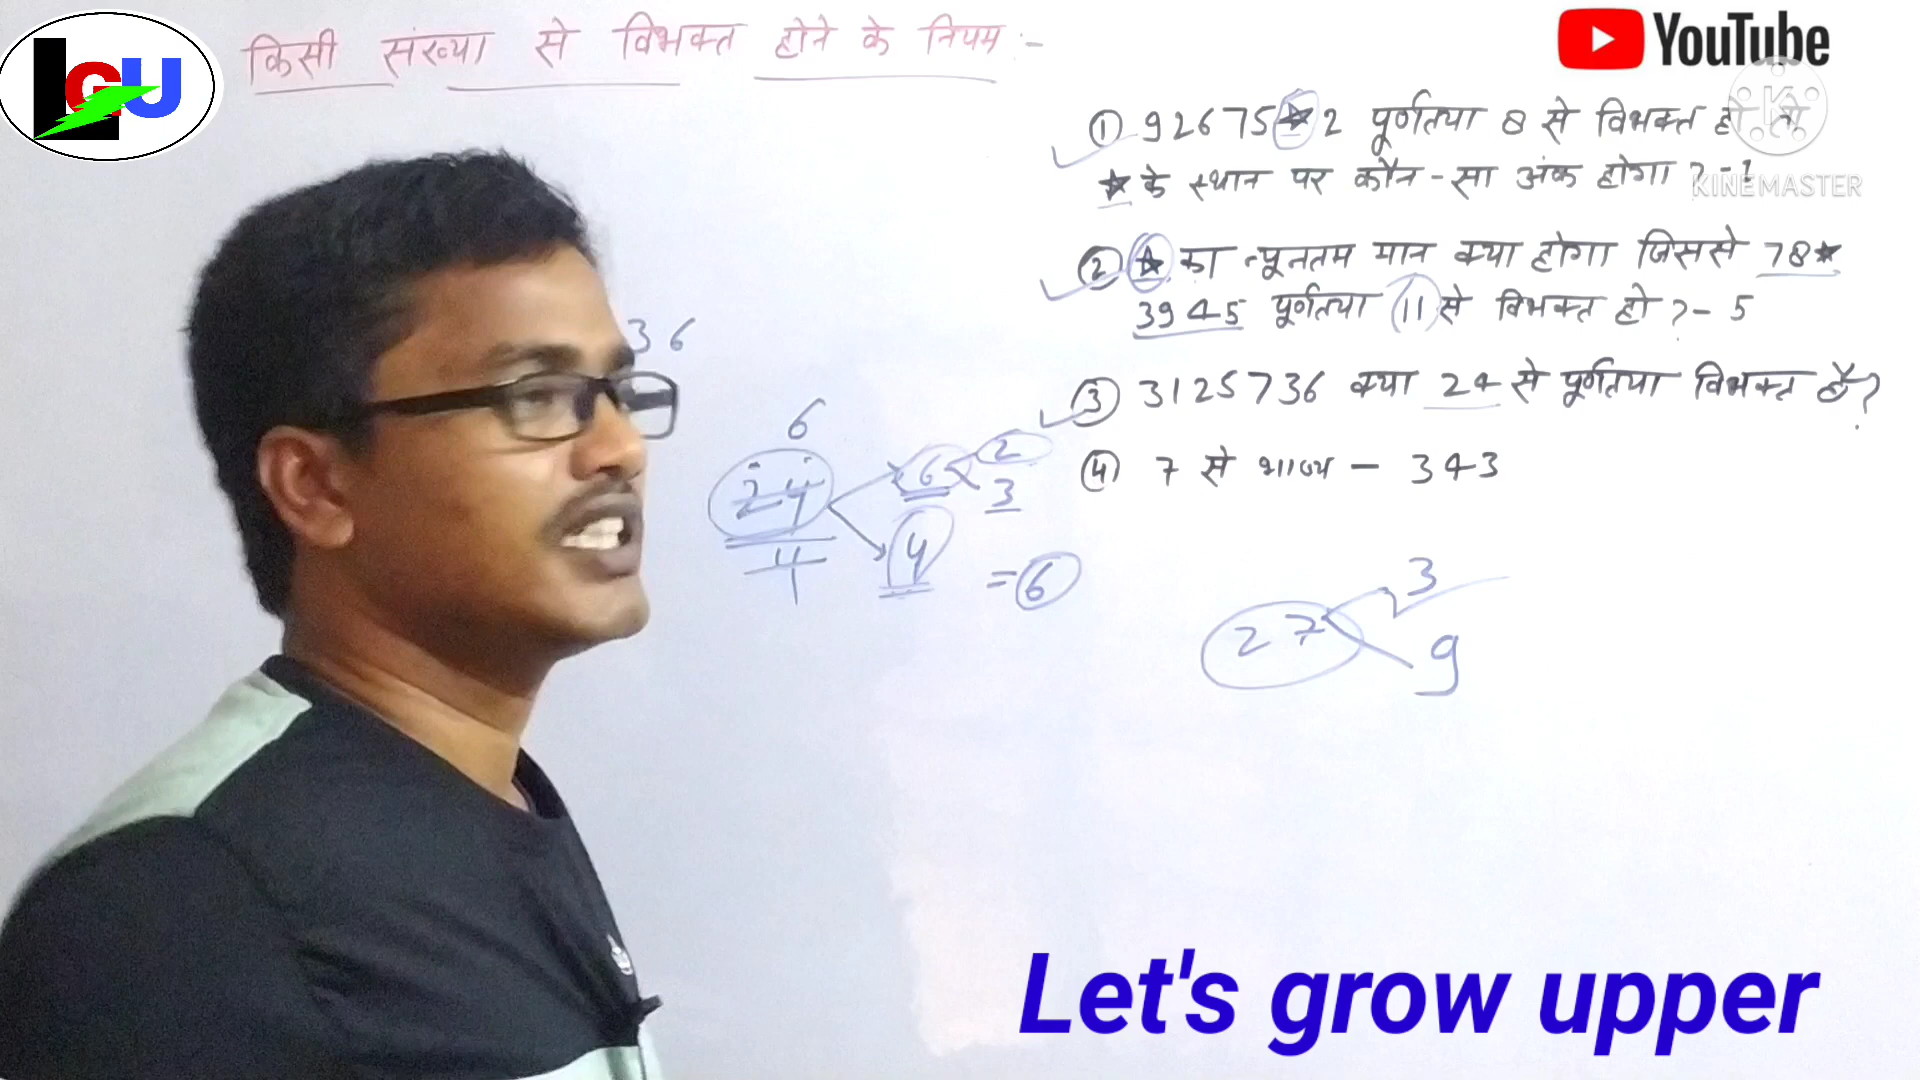 LGU
किसी संख्या से विभक्त होने के नियम :-
YouTube
KINEMASTER
① 92675★2 पूर्णतया 8 से विभक्त हो तो
★ के स्थान पर कौन-सा अंक होगा ? - 1
② ★ का न्यूनतम मान क्या होगा जिससे 78★
3945 पूर्णतया 11 से विभक्त हो ? - 5
③ 3125736 क्या 24 से पूर्णतया विभक्त है ?
④ 7 से भाज्य - 343
36
6
24
6
2
3
4
4
1
= 6
27
3
9
Let's grow upper